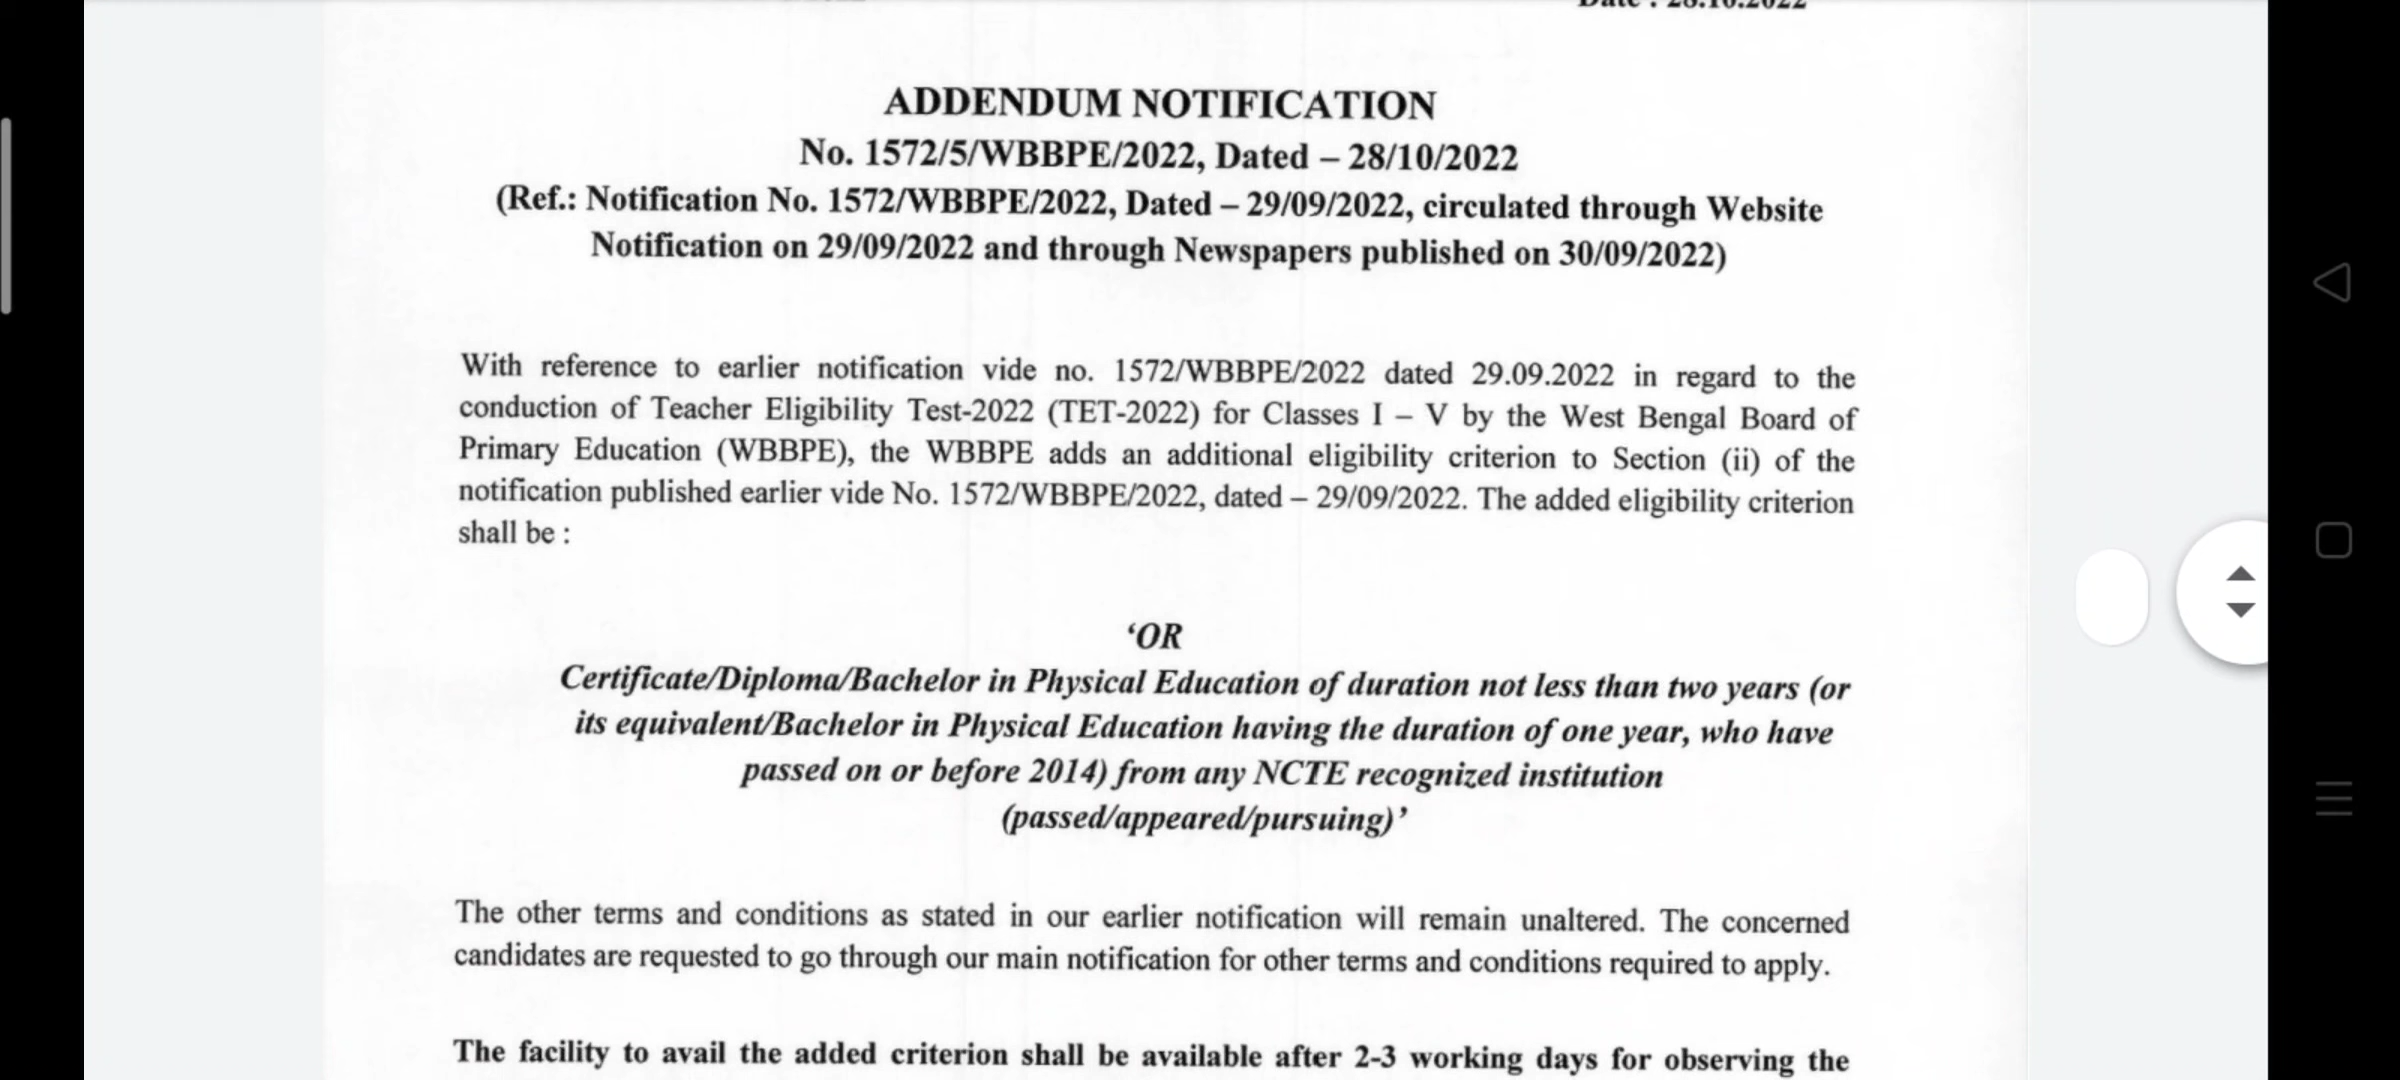 Date : 28.10.2022
ADDENDUM NOTIFICATION
No. 1572/5/WBBPE/2022, Dated – 28/10/2022
(Ref.: Notification No. 1572/WBBPE/2022, Dated – 29/09/2022, circulated through Website
Notification on 29/09/2022 and through Newspapers published on 30/09/2022)
With reference to earlier notification vide no. 1572/WBBPE/2022 dated 29.09.2022 in regard to the
conduction of Teacher Eligibility Test-2022 (TET-2022) for Classes I – V by the West Bengal Board of
Primary Education (WBBPE), the WBBPE adds an additional eligibility criterion to Section (ii) of the
notification published earlier vide No. 1572/WBBPE/2022, dated – 29/09/2022. The added eligibility criterion
shall be :
‘OR
Certificate/Diploma/Bachelor in Physical Education of duration not less than two years (or
its equivalent/Bachelor in Physical Education having the duration of one year, who have
passed on or before 2014) from any NCTE recognized institution
(passed/appeared/pursuing)’
The other terms and conditions as stated in our earlier notification will remain unaltered. The concerned
candidates are requested to go through our main notification for other terms and conditions required to apply.
The facility to avail the added criterion shall be available after 2-3 working days for observing the